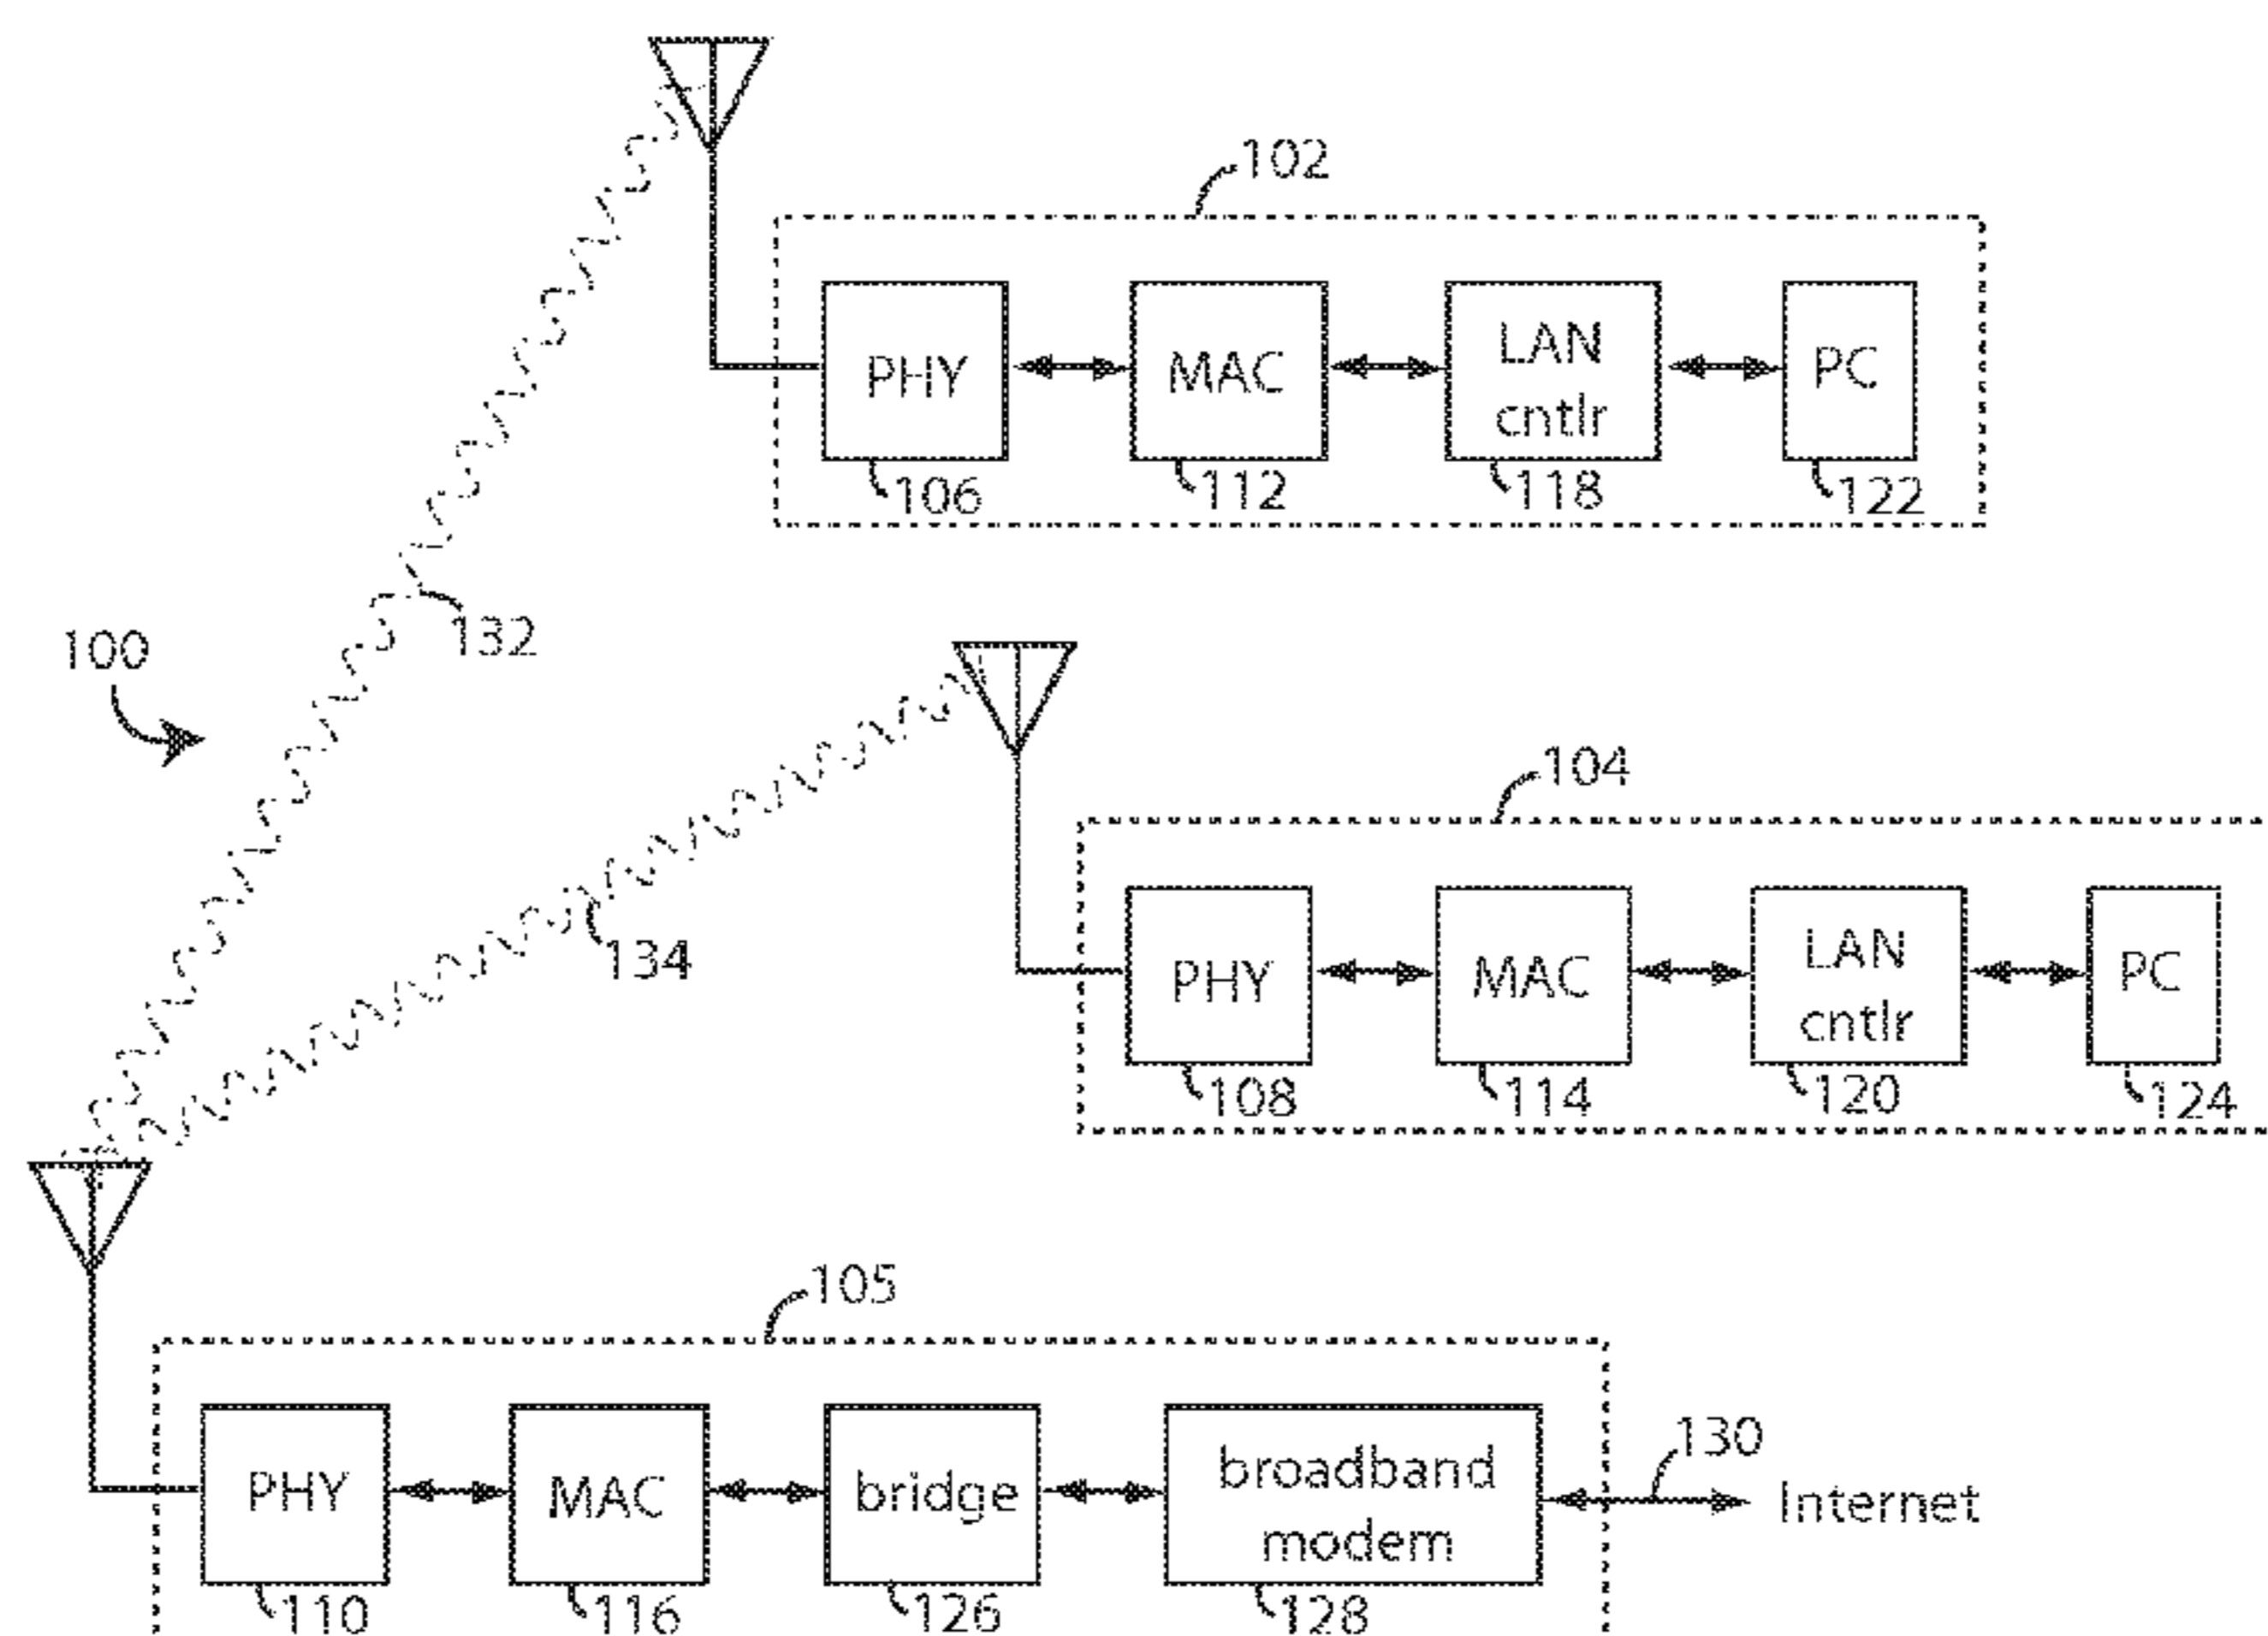 102
PHY
MAC
LAN
cntlr
PC
106
112
118
122
132
100
104
134
PHY
MAC
LAN
cntlr
PC
108
114
120
124
105
130
PHY
MAC
bridge
broadband
modem
Internet
110
116
126
128